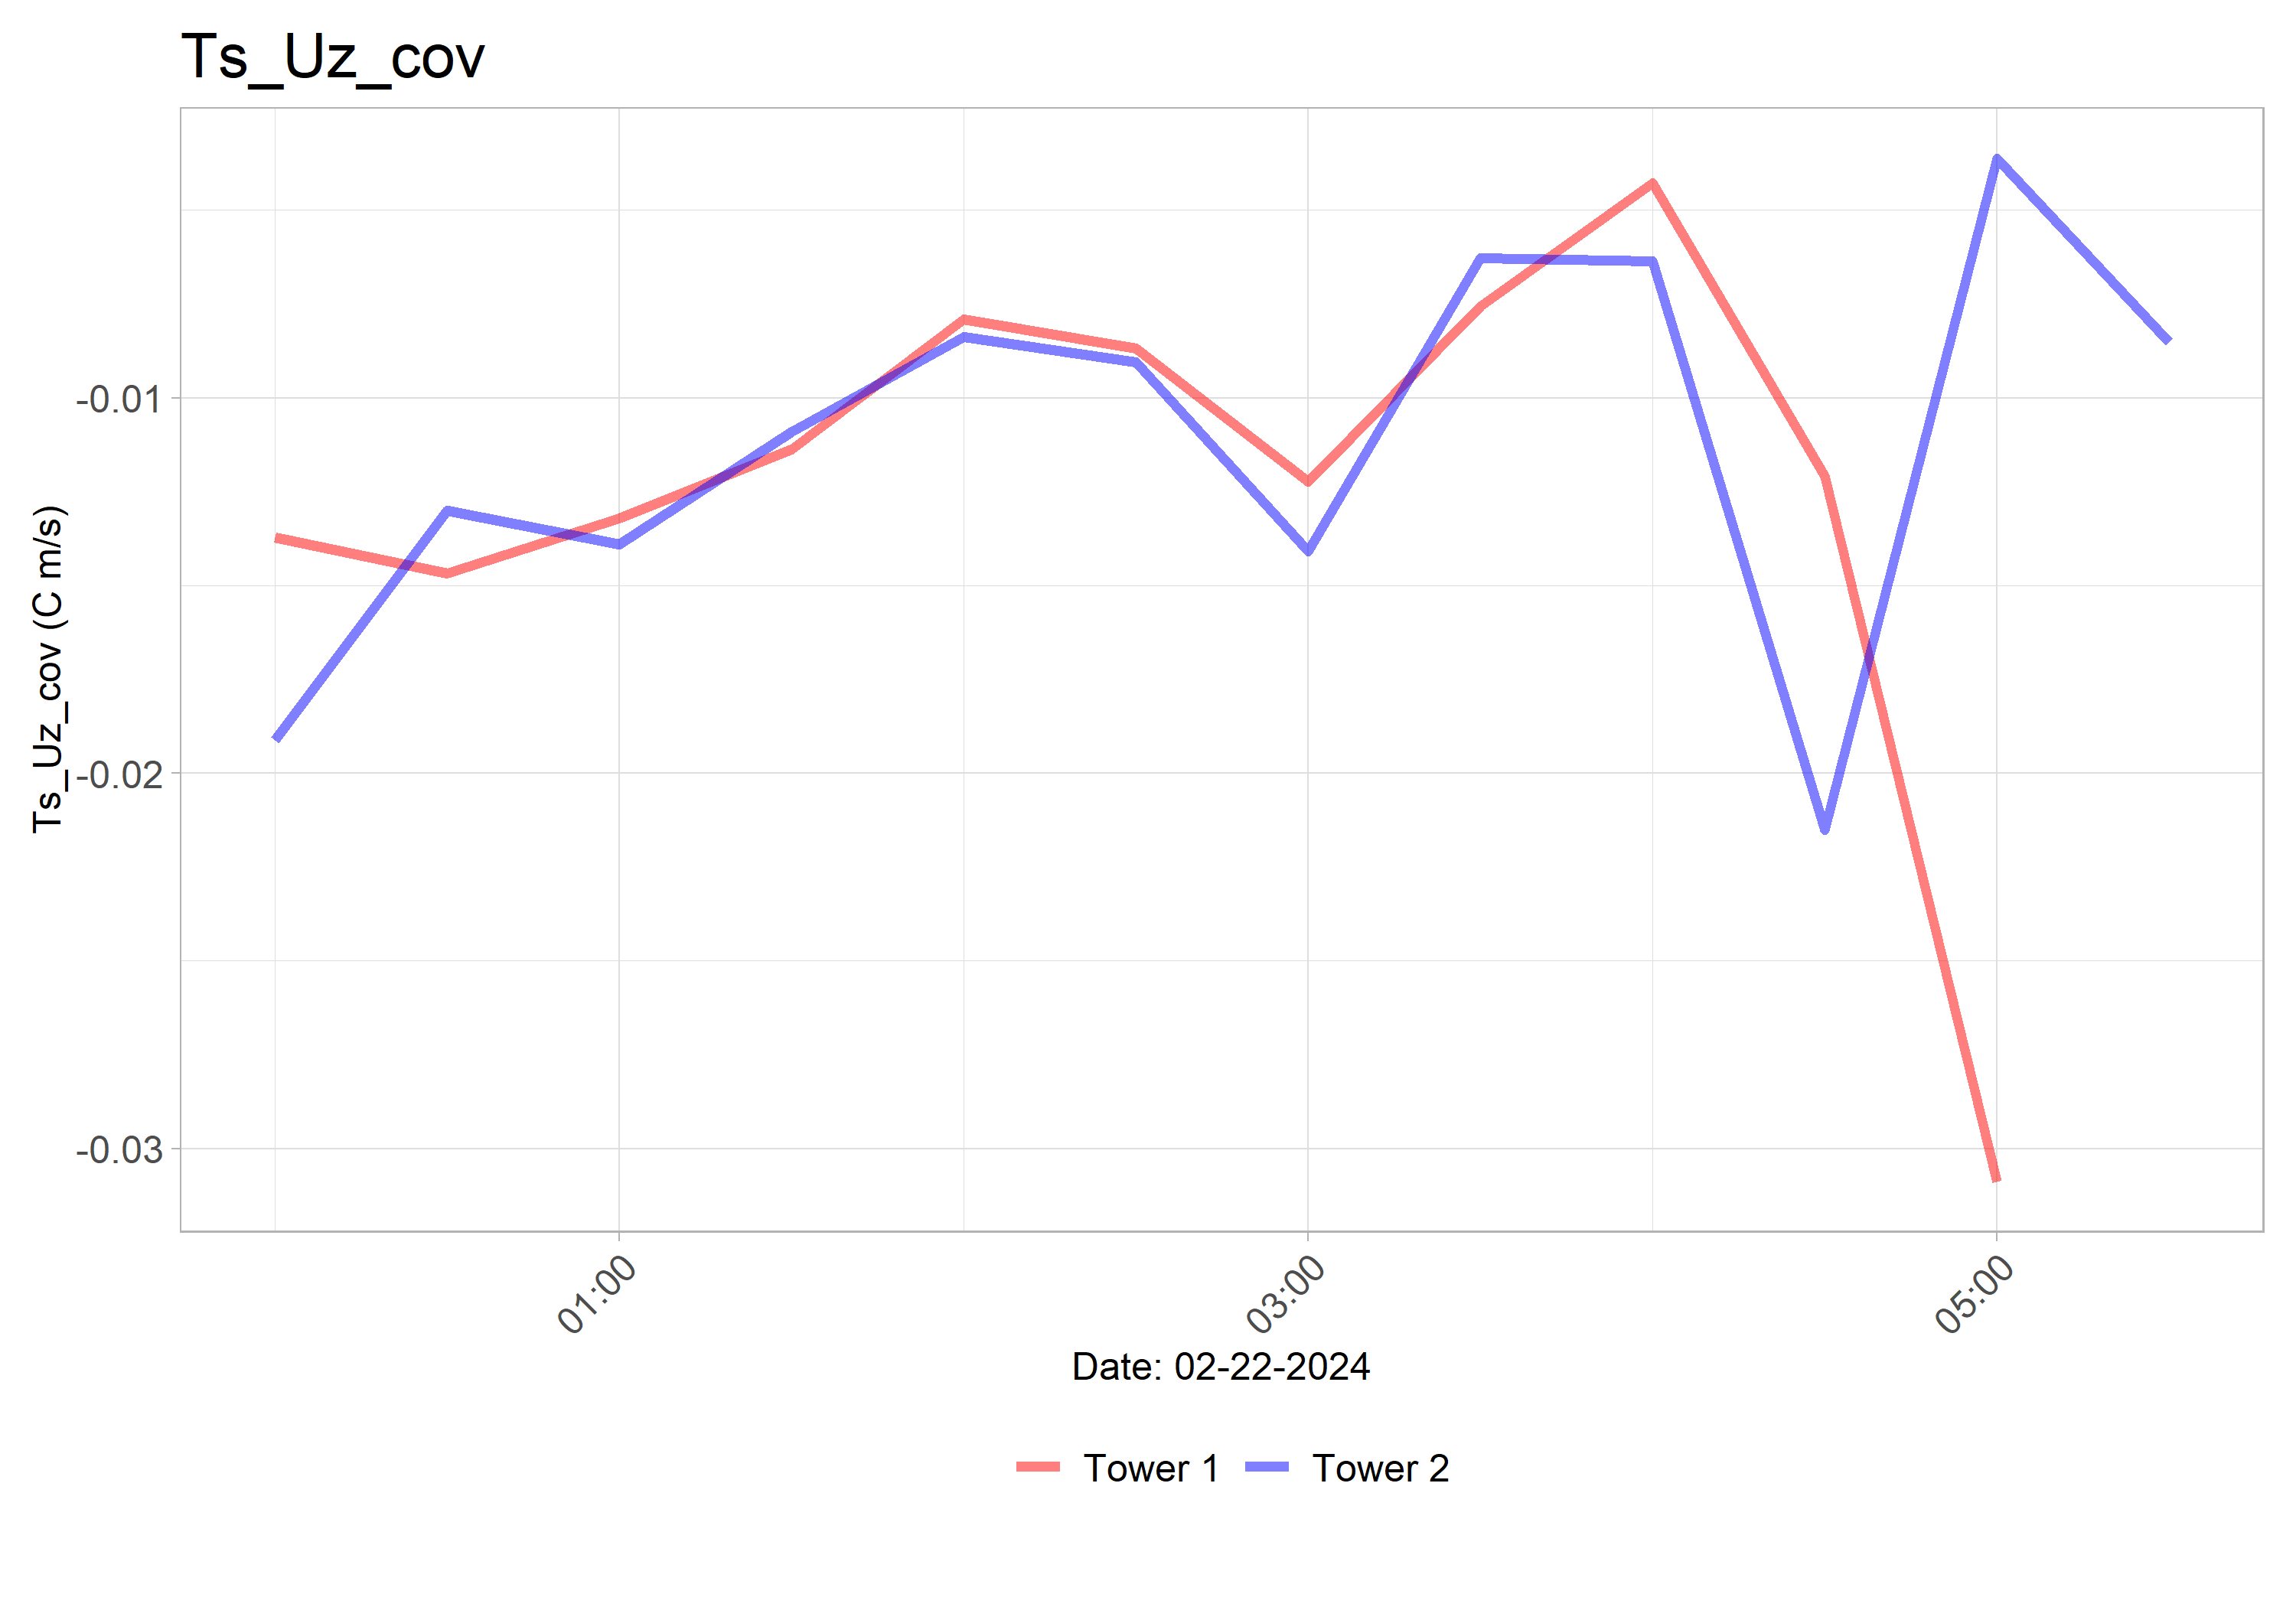 Ts_Uz_cov
Ts_Uz_cov (C m/s)
-0.01
-0.02
-0.03
01:00
03:00
05:00
Date: 02-22-2024
Tower 1
Tower 2